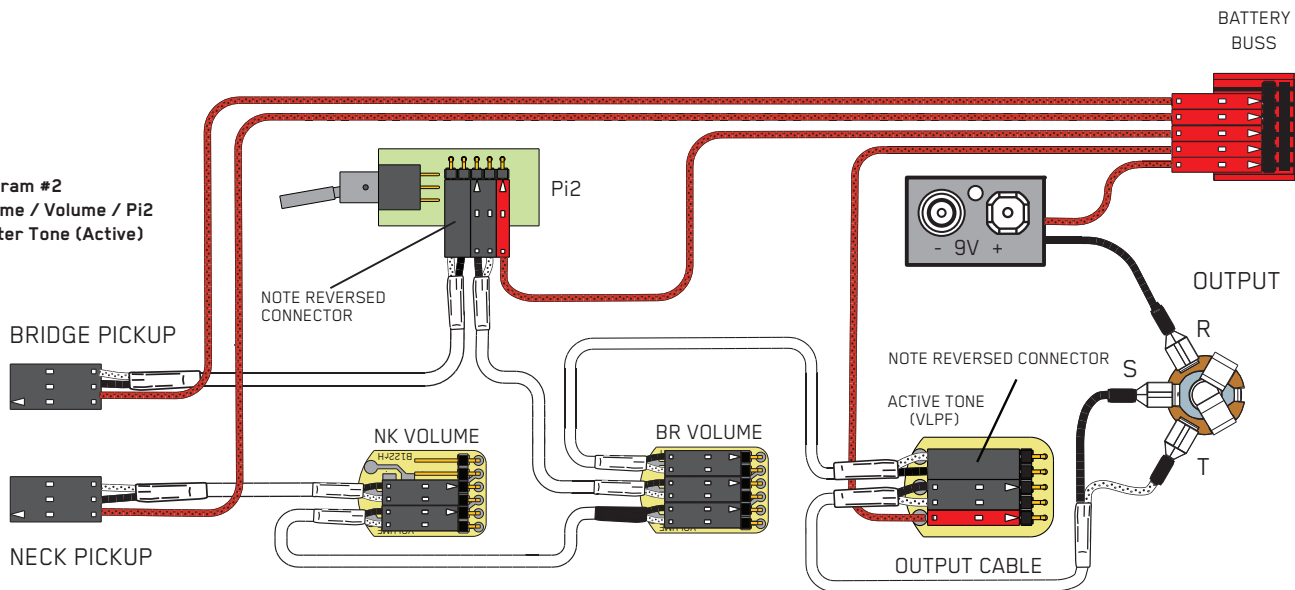 BATTERY
BUSS
ram #2
me / Volume / Pi2
ter Tone (Active)
Pi2
NOTE REVERSED
CONNECTOR
- 9V +
OUTPUT
BRIDGE PICKUP
R
NOTE REVERSED CONNECTOR
S
ACTIVE TONE
(VLPF)
NK VOLUME
BR VOLUME
B122rH
T
NECK PICKUP
OUTPUT CABLE